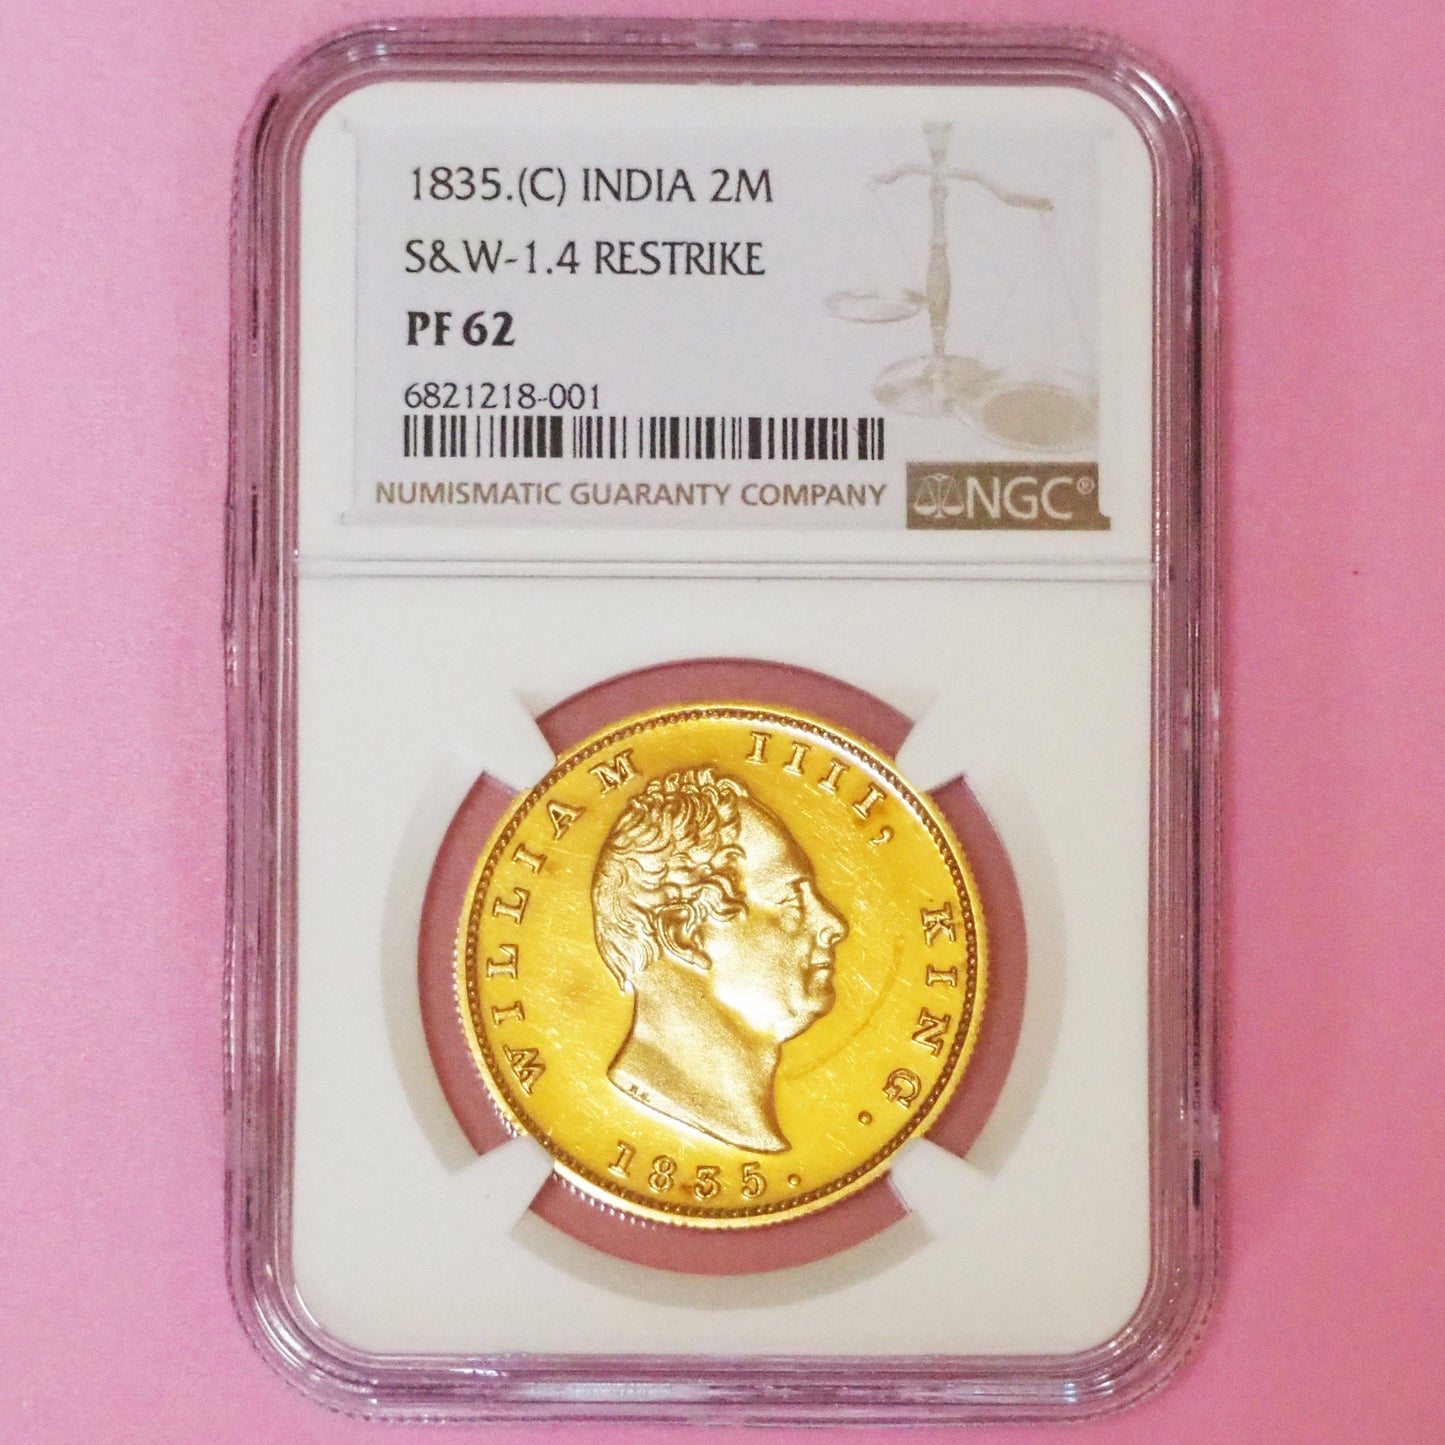 1835.(C) INDIA 2M
S&W-1.4 RESTRIKE
PF 62
6821218-001
NUMISMATIC GUARANTY COMPANY
NGC®
WILLIAM IIII, KING.
1835.